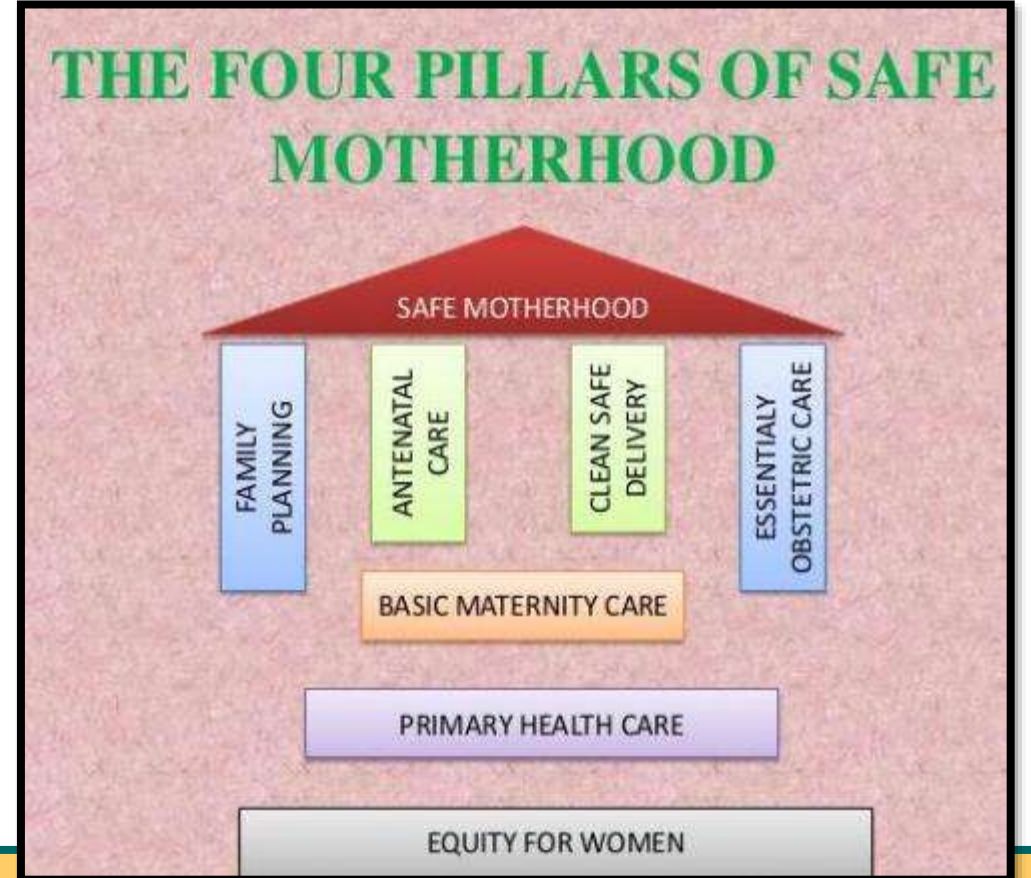 THE FOUR PILLARS OF SAFE
MOTHERHOOD
SAFE MOTHERHOOD
FAMILY
PLANNING
ANTENATAL
CARE
CLEAN SAFE
DELIVERY
ESSENTIALY
OBSTETRIC CARE
BASIC MATERNITY CARE
PRIMARY HEALTH CARE
EQUITY FOR WOMEN